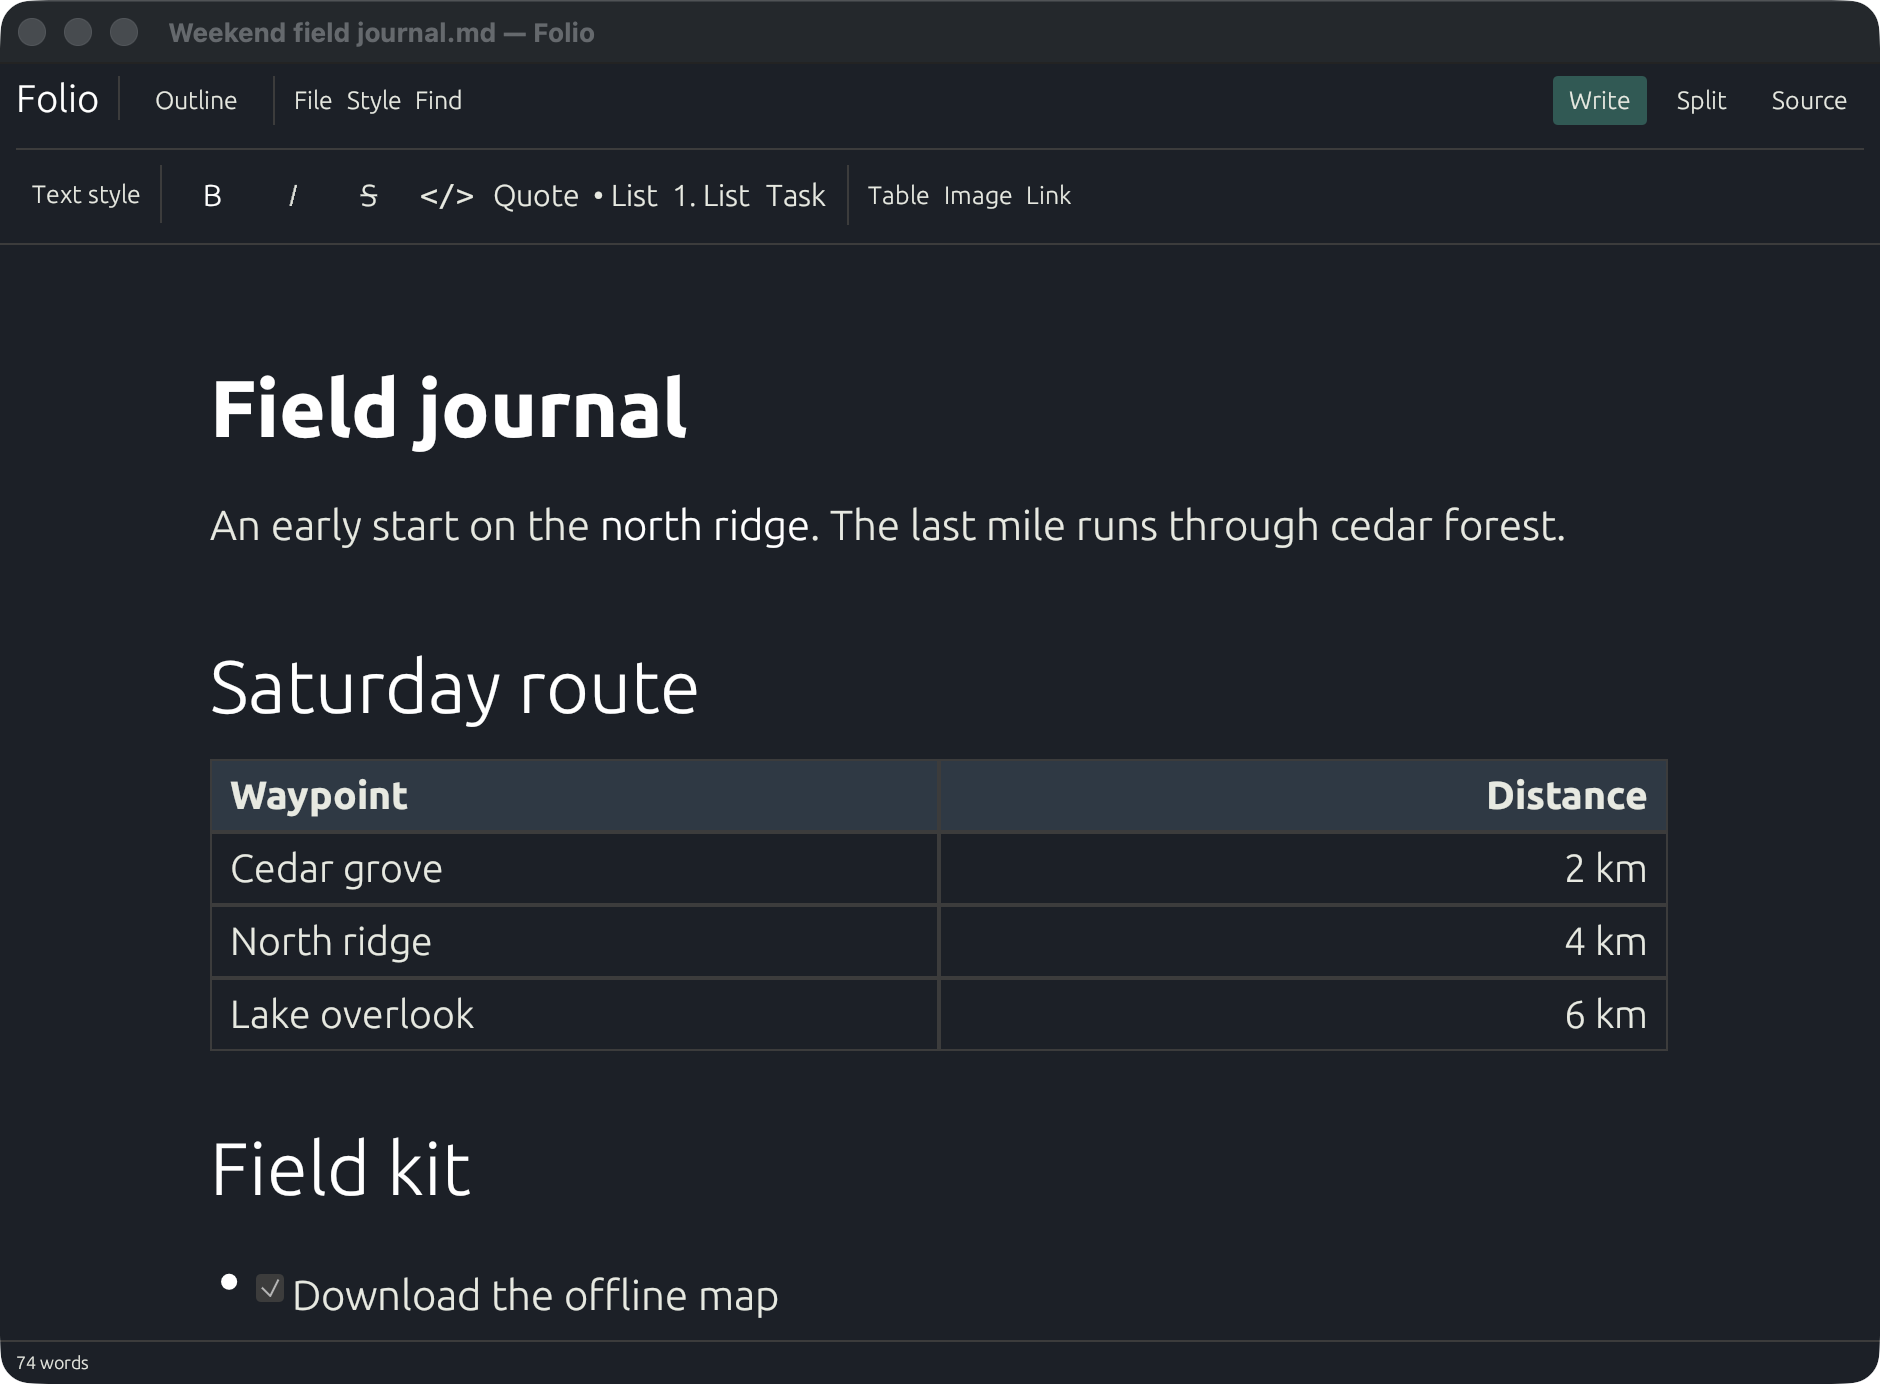 Weekend field journal.md — Folio
Folio Outline File Style Find Write Split Source
Text style B I S </> Quote • List 1. List Task Table Image Link
Field journal
An early start on the north ridge. The last mile runs through cedar forest.
Saturday route
Waypoint Distance
Cedar grove 2 km
North ridge 4 km
Lake overlook 6 km
Field kit
Download the offline map
74 words